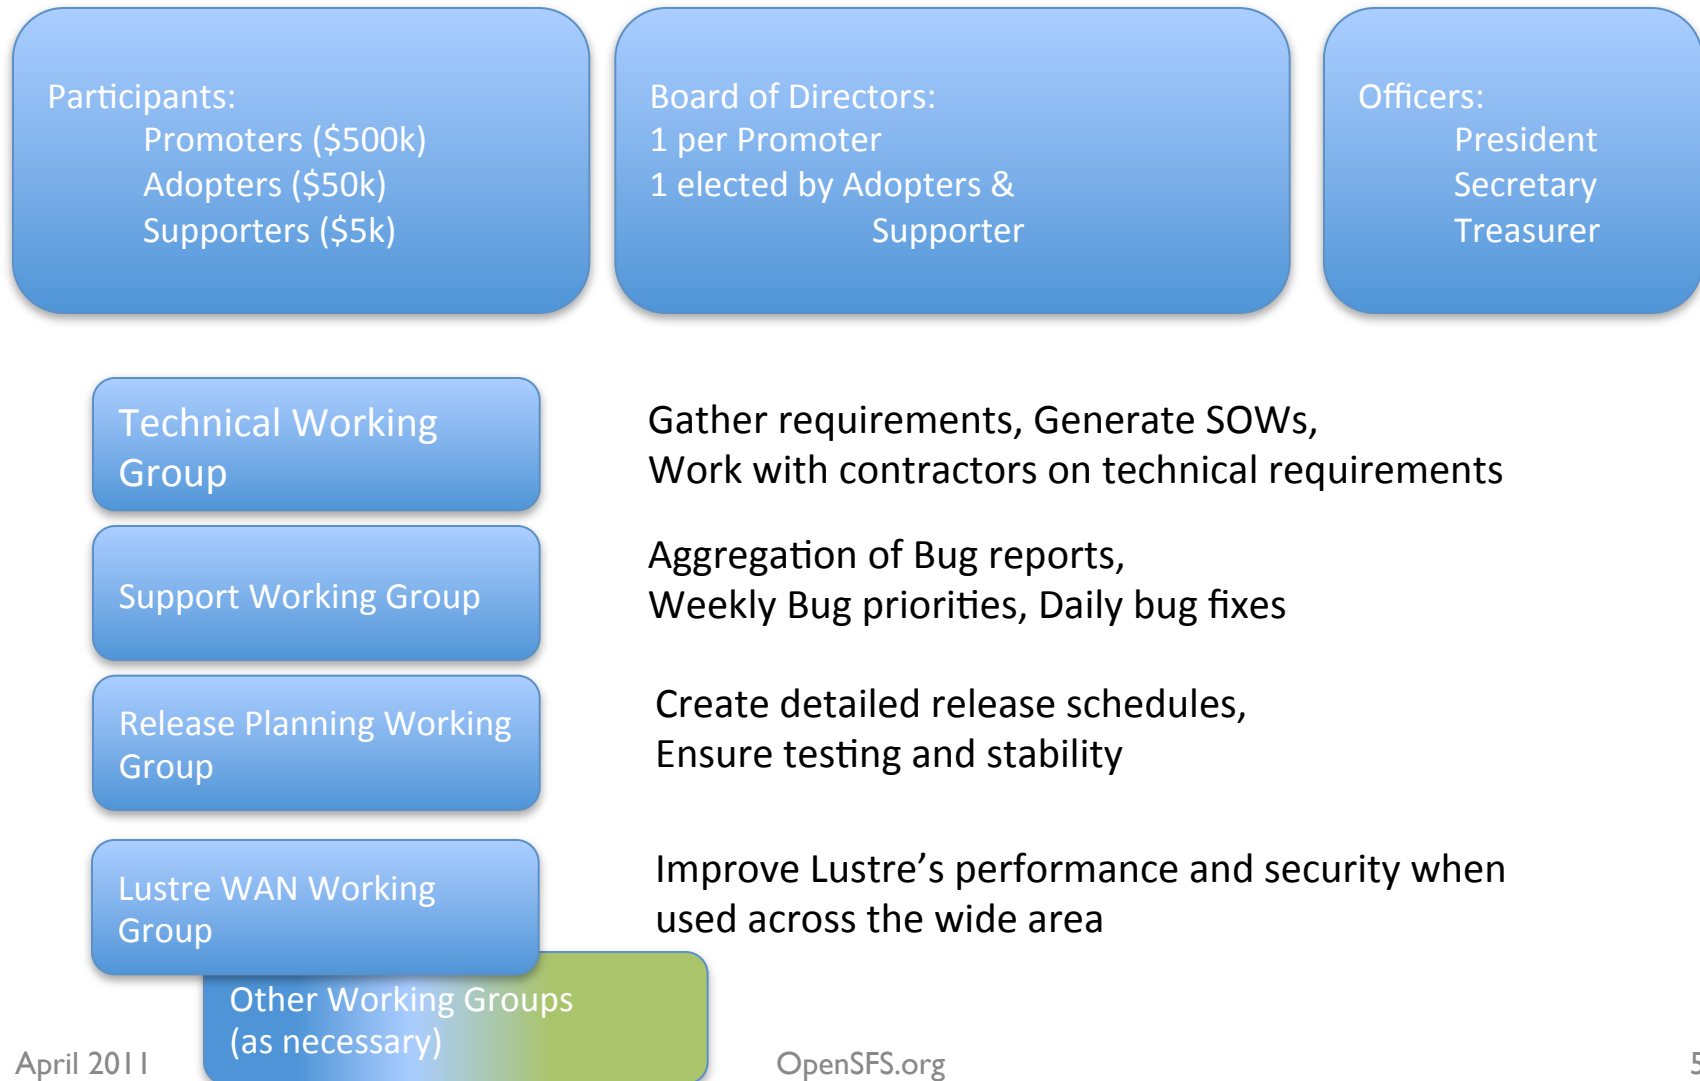 Participants:
Promoters ($500k)
Adopters ($50k)
Supporters ($5k)
Board of Directors:
1 per Promoter
1 elected by Adopters &
Supporter
Officers:
President
Secretary
Treasurer
Technical Working
Group
Gather requirements, Generate SOWs,
Work with contractors on technical requirements
Support Working Group
Aggregation of Bug reports,
Weekly Bug priorities, Daily bug fixes
Release Planning Working
Group
Create detailed release schedules,
Ensure testing and stability
Lustre WAN Working
Group
Improve Lustre’s performance and security when
used across the wide area
Other Working Groups
(as necessary)
April 2011
OpenSFS.org
5